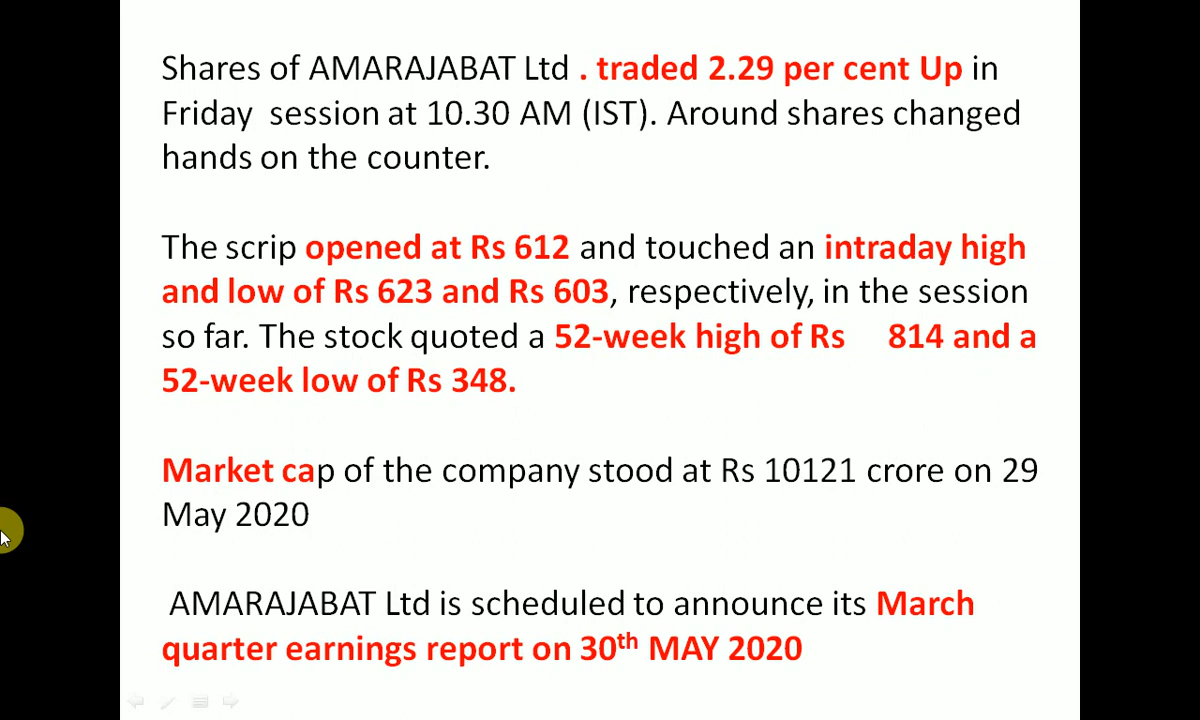 Shares of AMARAJABAT Ltd . traded 2.29 per cent Up in
Friday  session at 10.30 AM (IST). Around shares changed
hands on the counter.
The scrip opened at Rs 612 and touched an intraday high
and low of Rs 623 and Rs 603, respectively, in the session
so far. The stock quoted a 52-week high of Rs    814 and a
52-week low of Rs 348.
Market cap of the company stood at Rs 10121 crore on 29
May 2020
AMARAJABAT Ltd is scheduled to announce its March
quarter earnings report on 30th MAY 2020